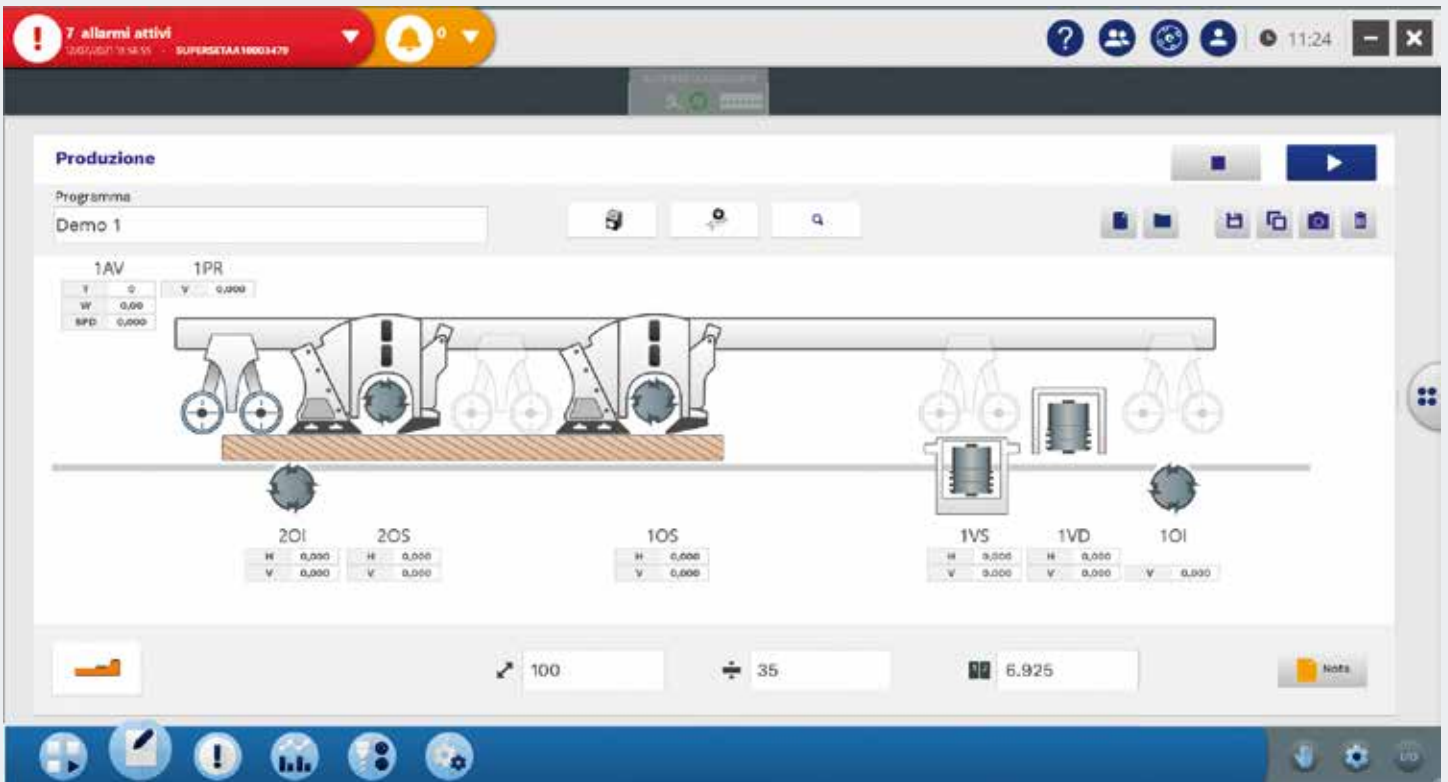 7 allarmi attivi
SUPERSETAA10003479
0
11:24
Produzione
Programma
Demo 1
1AV 1PR
T 0 V 0,000
W 0,00
SPD 0,000
2OI 2OS 1OS 1VS 1VD 1OI
H 0,000 H 0,000 H 0,000 H 0,000 H 0,000
V 0,000 V 0,000 V 0,000 V 0,000 V 0,000 V 0,000
100 35 6.925 Note
I/O